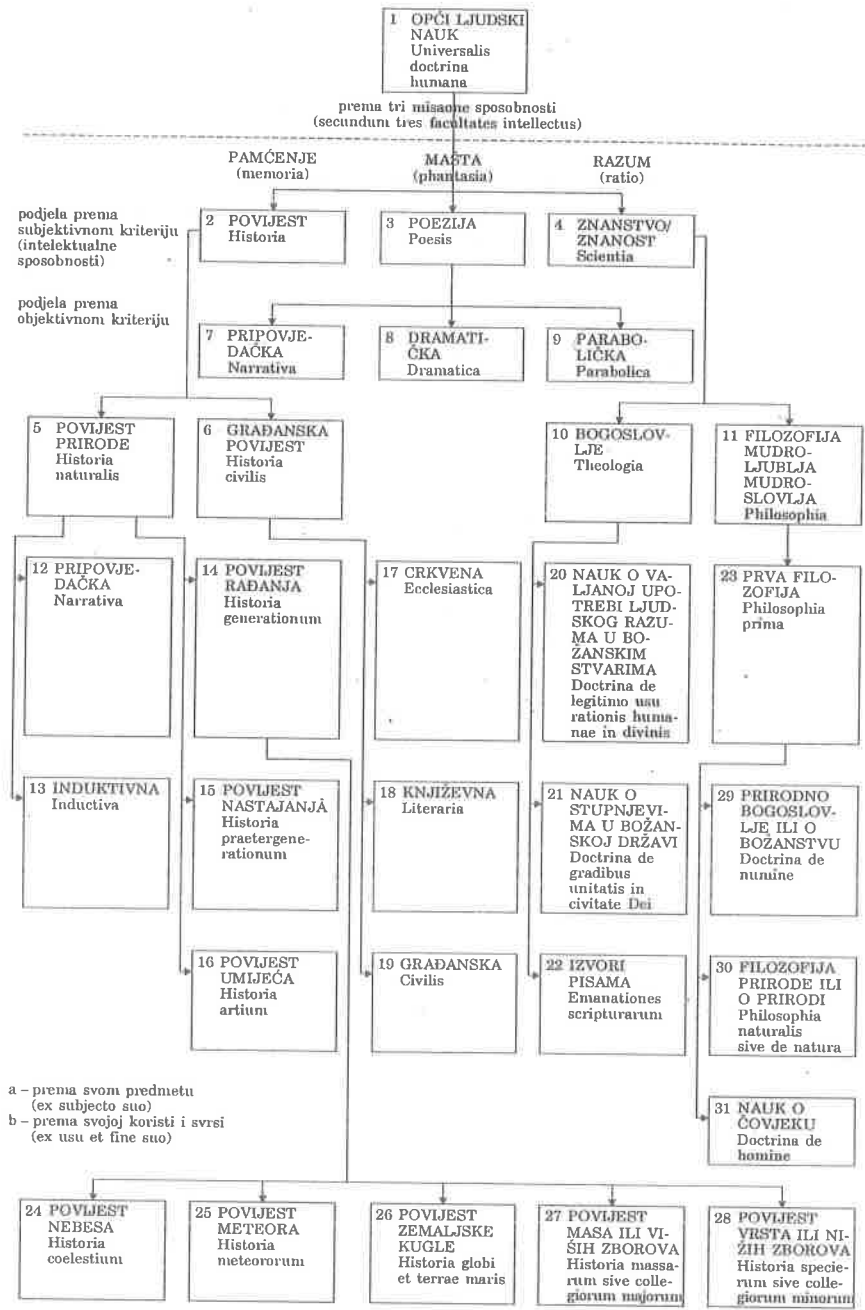 1 OPĆI LJUDSKI
NAUK
Universalis
doctrina
humana
prema tri misaone sposobnosti
(secundum tres facultates intellectus)
PAMĆENJE
(memoria)
MAŠTA
(phantasia)
RAZUM
(ratio)
podjela prema
subjektivnom kriteriju
(intelektualne
sposobnosti)
2 POVIJEST
Historia
3 POEZIJA
Poesis
4 ZNANSTVO/
ZNANOST
Scientia
podjela prema
objektivnom kriteriju
7 PRIPOVJE-
DAČKA
Narrativa
8 DRAMATI-
ČKA
Dramatica
9 PARABO-
LIČKA
Parabolica
5 POVIJEST
PRIRODE
Historia
naturalis
6 GRAĐANSKA
POVIJEST
Historia
civilis
10 BOGOSLOV-
LJE
Theologia
11 FILOZOFIJA
MUDRO-
LJUBLJA
MUDRO-
SLOVLJA
Philosophia
12 PRIPOVJE-
DAČKA
Narrativa
14 POVIJEST
RAĐANJA
Historia
generationum
17 CRKVENA
Ecclesiastica
20 NAUK O VA-
LJANOJ UPO-
TREBI LJUD-
SKOG RAZU-
MA U BO-
ŽANSKIM
STVARIMA
Doctrina de
legitimo usu
rationis huma-
nae in divinis
23 PRVA FILO-
ZOFIJA
Philosophia
prima
13 INDUKTIVNA
Inductiva
15 POVIJEST
NASTAJANJÂ
Historia
praetergene-
rationum
18 KNJIŽEVNA
Literaria
21 NAUK O
STUPNJEVI-
MA U BOŽAN-
SKOJ DRŽAVI
Doctrina de
gradibus
unitatis in
civitate Dei
29 PRIRODNO
BOGOSLOV-
LJE ILI O
BOŽANSTVU
Doctrina de
numine
16 POVIJEST
UMIJEĆA
Historia
artium
19 GRAĐANSKA
Civilis
22 IZVORI
PISAMA
Emanationes
scripturarum
30 FILOZOFIJA
PRIRODE ILI
O PRIRODI
Philosophia
naturalis
sive de natura
a – prema svom predmetu
(ex subjecto suo)
b – prema svojoj koristi i svrsi
(ex usu et fine suo)
31 NAUK O
ČOVJEKU
Doctrina de
homine
24 POVIJEST
NEBESA
Historia
coelestium
25 POVIJEST
METEORA
Historia
meteororum
26 POVIJEST
ZEMALJSKE
KUGLE
Historia globi
et terrae maris
27 POVIJEST
MASA ILI VI-
ŠIH ZBOROVA
Historia massa-
rum sive colle-
giorum majorum
28 POVIJEST
VRSTA ILI NI-
ŽIH ZBOROVA
Historia specie-
rum sive colle-
giorum minorum